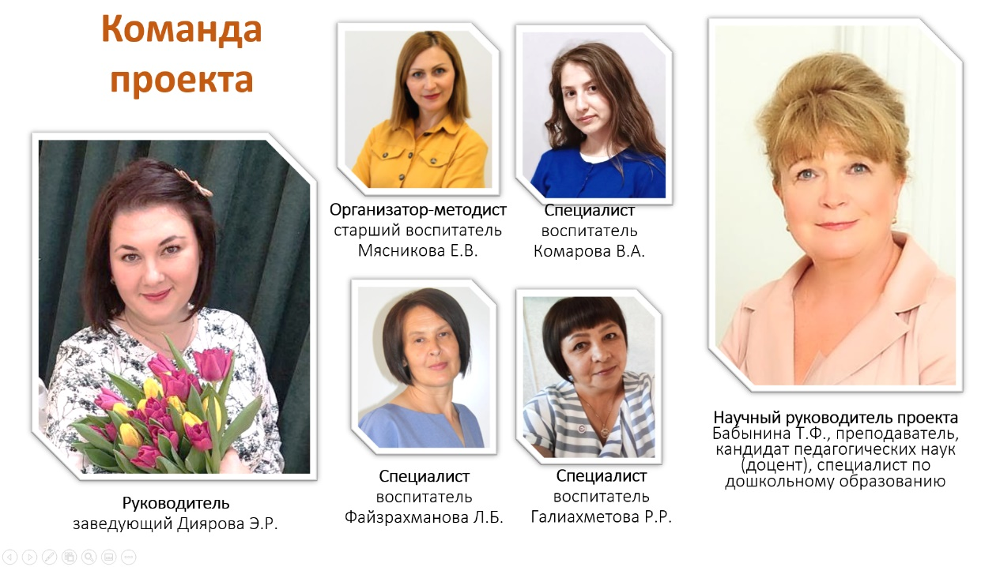 Команда
проекта
Организатор-методист
старший воспитатель
Мясникова Е.В.
Специалист
воспитатель
Комарова В.А.
Руководитель
заведующий Диярова Э.Р.
Специалист
воспитатель
Файзрахманова Л.Б.
Специалист
воспитатель
Галиахметова Р.Р.
Научный руководитель проекта
Бабынина Т.Ф., преподаватель,
кандидат педагогических наук
(доцент), специалист по
дошкольному образованию